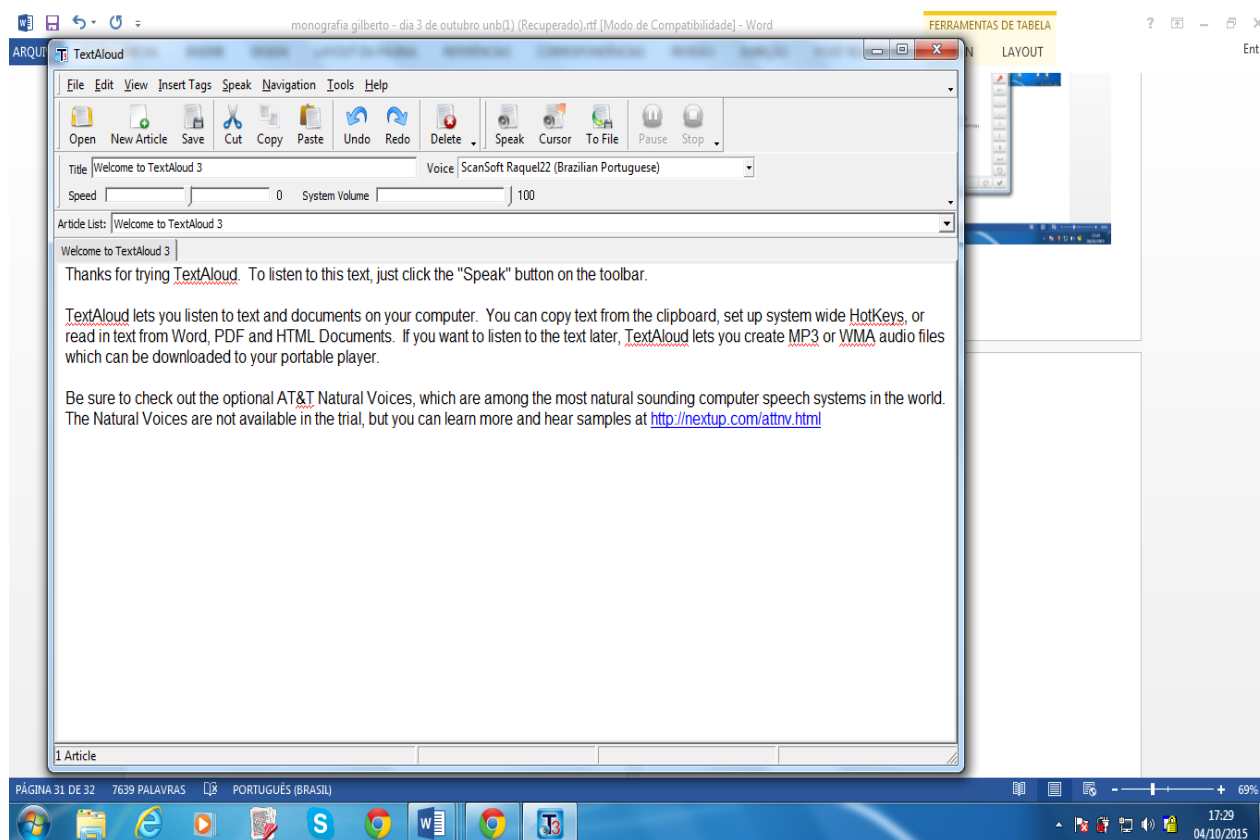 monografia gilberto - dia 3 de outubro unb(1) (Recuperado).rtf [Modo de Compatibilidade] - Word
FERRAMENTAS DE TABELA
LAYOUT
TextAloud
File Edit View Insert Tags Speak Navigation Tools Help
Open New Article Save Cut Copy Paste Undo Redo Delete Speak Cursor To File Pause Stop
Title Welcome to TextAloud 3 Voice ScanSoft Raquel22 (Brazilian Portuguese)
Speed 0 System Volume 100
Article List: Welcome to TextAloud 3
Welcome to TextAloud 3
Thanks for trying TextAloud. To listen to this text, just click the "Speak" button on the toolbar.
TextAloud lets you listen to text and documents on your computer. You can copy text from the clipboard, set up system wide HotKeys, or
read in text from Word, PDF and HTML Documents. If you want to listen to the text later, TextAloud lets you create MP3 or WMA audio files
which can be downloaded to your portable player.
Be sure to check out the optional AT&T Natural Voices, which are among the most natural sounding computer speech systems in the world.
The Natural Voices are not available in the trial, but you can learn more and hear samples at http://nextup.com/attnv.html
1 Article
PÁGINA 31 DE 32 7639 PALAVRAS PORTUGUÊS (BRASIL) 69%
17:29
04/10/2015